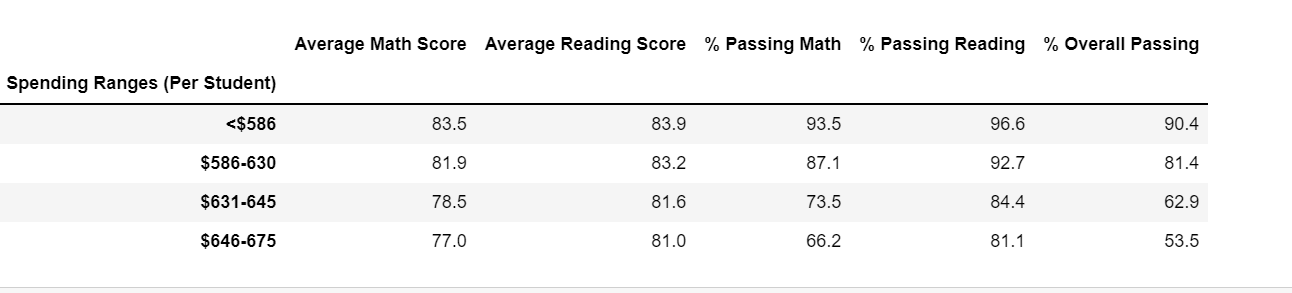 Average Math Score Average Reading Score % Passing Math % Passing Reading % Overall Passing
Spending Ranges (Per Student)
<$586 83.5 83.9 93.5 96.6 90.4
$586-630 81.9 83.2 87.1 92.7 81.4
$631-645 78.5 81.6 73.5 84.4 62.9
$646-675 77.0 81.0 66.2 81.1 53.5